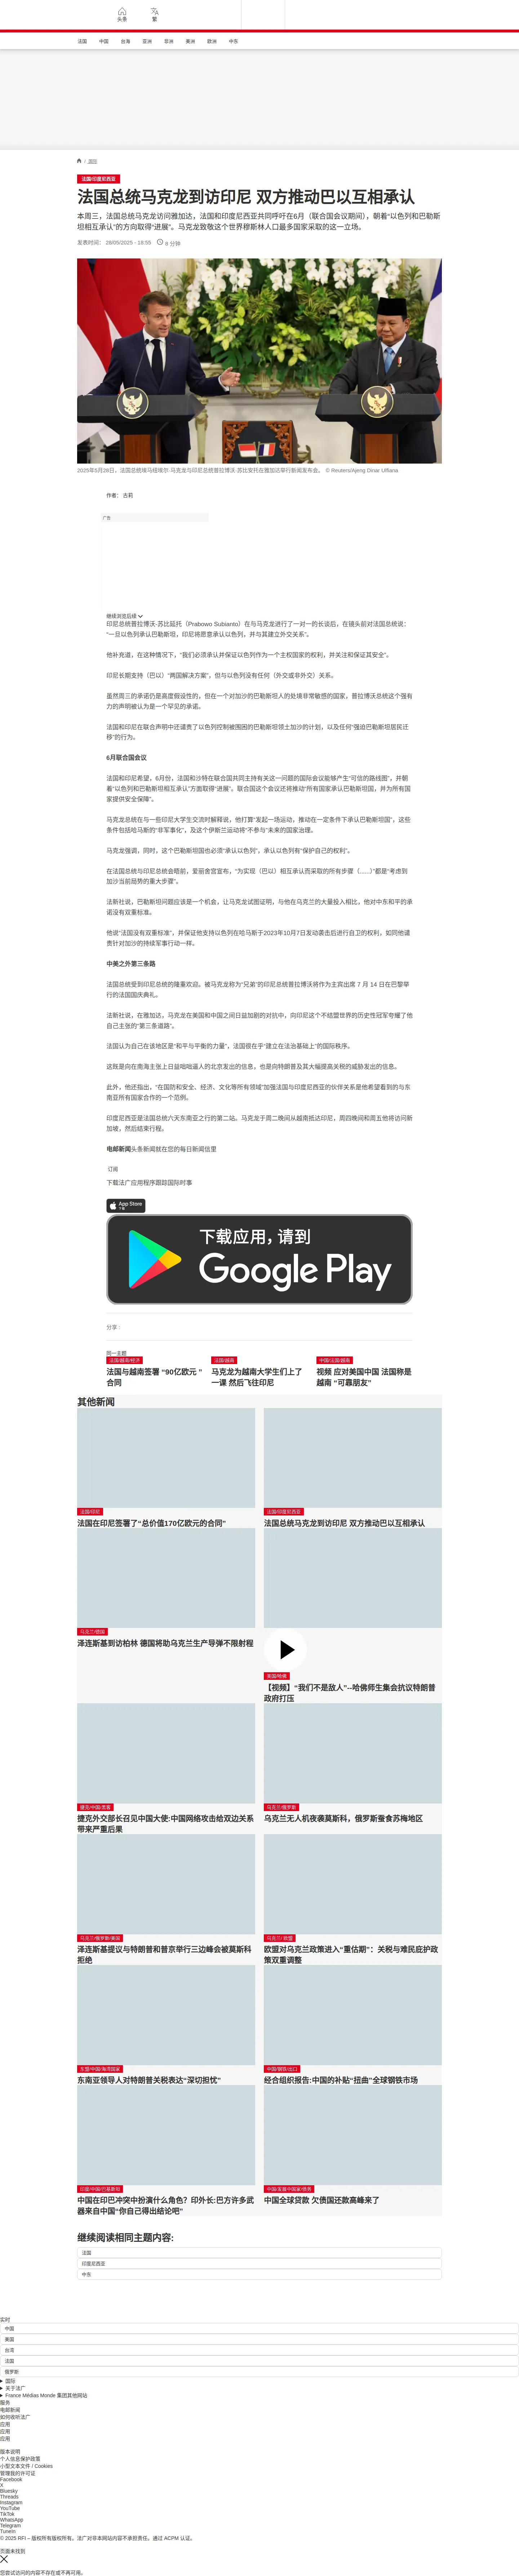 头条
繁
法国
中国
台海
亚洲
非洲
美洲
欧洲
中东
/ 国际
法国/印度尼西亚
法国总统马克龙到访印尼 双方推动巴以互相承认
本周三，法国总统马克龙访问雅加达，法国和印度尼西亚共同呼吁在6月（联合国会议期间），朝着“以色列和巴勒斯
坦相互承认”的方向取得“进展”。马克龙致敬这个世界穆斯林人口最多国家采取的这一立场。
发表时间： 28/05/2025 - 18:55
6 分钟
2025年5月28日，法国总统埃马纽埃尔·马克龙与印尼总统普拉博沃·苏比安托在雅加达举行新闻发布会。 © Reuters/Ajeng Dinar Ulfiana
作者： 古莉
广告
继续浏览后续
印尼总统普拉博沃-苏比延托（Prabowo Subianto）在与马克龙进行了一对一的长谈后，在镜头前对法国总统说：
“一旦以色列承认巴勒斯坦，印尼将愿意承认以色列，并与其建立外交关系”。
他补充道，在这种情况下，“我们必须承认并保证以色列作为一个主权国家的权利，并关注和保证其安全”。
印尼长期支持（巴以）“两国解决方案”，但与以色列没有任何（外交或非外交）关系。
虽然周三的承诺仍是高度假设性的，但在一个对加沙的巴勒斯坦人的处境非常敏感的国家，普拉博沃总统这个强有
力的声明被认为是一个罕见的承诺。
法国和印尼在联合声明中还谴责了以色列控制被围困的巴勒斯坦领土加沙的计划，以及任何“强迫巴勒斯坦居民迁
移”的行为。
6月联合国会议
法国和印尼希望，6月份，法国和沙特在联合国共同主持有关这一问题的国际会议能够产生“可信的路线图”，并朝
着“以色列和巴勒斯坦相互承认”方面取得“进展”。联合国这个会议还将推动“所有国家承认巴勒斯坦国，并为所有国
家提供安全保障”。
马克龙总统在与一些印尼大学生交流时解释说，他打算“发起一场运动，推动在一定条件下承认巴勒斯坦国”，这些
条件包括哈马斯的“非军事化”，及这个伊斯兰运动将“不参与”未来的国家治理。
马克龙强调，同时，这个巴勒斯坦国也必须“承认以色列”，承认以色列有“保护自己的权利”。
在法国总统与印尼总统会晤前，爱丽舍宫宣布，“为实现（巴以）相互承认而采取的所有步骤（......）”都是“考虑到
加沙当前局势的重大步骤”。
法新社说，巴勒斯坦问题应该是一个机会，让马克龙试图证明，与他在乌克兰的大量投入相比，他对中东和平的承
诺没有双重标准。
他说“法国没有双重标准”，并保证他支持以色列在哈马斯于2023年10月7日发动袭击后进行自卫的权利，如同他谴
责针对加沙的持续军事行动一样。
中美之外第三条路
法国总统受到印尼总统的隆重欢迎。被马克龙称为“兄弟”的印尼总统普拉博沃将作为主宾出席 7 月 14 日在巴黎举
行的法国国庆典礼。
法新社说，在雅加达，马克龙在美国和中国之间日益加剧的对抗中，向印尼这个不结盟世界的历史性冠军夸耀了他
自己主张的“第三条道路”。
法国认为自己在该地区是“和平与平衡的力量”，法国很在乎“建立在法治基础上”的国际秩序。
这既是向在南海主张上日益咄咄逼人的北京发出的信息，也是向特朗普及其大幅提高关税的威胁发出的信息。
此外，他还指出，“在国防和安全、经济、文化等所有领域”加强法国与印度尼西亚的伙伴关系是他希望看到的与东
南亚所有国家合作的一个范例。
印度尼西亚是法国总统六天东南亚之行的第二站。马克龙于周二晚间从越南抵达印尼，周四晚间和周五他将访问新
加坡，然后结束行程。
电邮新闻头条新闻就在您的每日新闻信里
订阅
下载法广应用程序跟踪国际时事
App Store
下载
下载应用，请到
Google Play
分享 :
同一主题
法国/越南/经济
法国与越南签署 “90亿欧元 ”
合同
法国/越南
马克龙为越南大学生们上了
一课 然后飞往印尼
中国/法国/越南
视频 应对美国中国 法国称是
越南 “可靠朋友”
其他新闻
法国/印尼
法国在印尼签署了“总价值170亿欧元的合同”
法国/印度尼西亚
法国总统马克龙到访印尼 双方推动巴以互相承认
乌克兰/德国
泽连斯基到访柏林 德国将助乌克兰生产导弹不限射程
美国/哈佛
【视频】“我们不是敌人”--哈佛师生集会抗议特朗普
政府打压
捷克/中国/黑客
捷克外交部长召见中国大使:中国网络攻击给双边关系
带来严重后果
乌克兰/俄罗斯
乌克兰无人机夜袭莫斯科，俄罗斯蚕食苏梅地区
乌克兰/俄罗斯/美国
泽连斯基提议与特朗普和普京举行三边峰会被莫斯科
拒绝
乌克兰/ 欧盟
欧盟对乌克兰政策进入“重估期”：关税与难民庇护政
策双重调整
东盟/中国/海湾国家
东南亚领导人对特朗普关税表达“深切担忧”
中国/钢铁/出口
经合组织报告:中国的补贴“扭曲”全球钢铁市场
印度/中国/巴基斯坦
中国在印巴冲突中扮演什么角色？印外长:巴方许多武
器来自中国“你自己得出结论吧”
中国/发展中国家/债务
中国全球贷款 欠债国还款高峰来了
继续阅读相同主题内容:
法国
印度尼西亚
中东
实时
中国
美国
台湾
法国
俄罗斯
国际
关于法广
France Médias Monde 集团其他网站
服务
电邮新闻
如何收听法广
应用
应用
应用
版本说明
个人信息保护政策
小型文本文件 / Cookies
管理我的许可证
Facebook
X
Bluesky
Threads
Instagram
YouTube
TikTok
WhatsApp
Telegram
TuneIn
© 2025 RFI – 版权所有版权所有。法广对非本网站内容不承担责任。通过 ACPM 认证。
页面未找到
您尝试访问的内容不存在或不再可用。